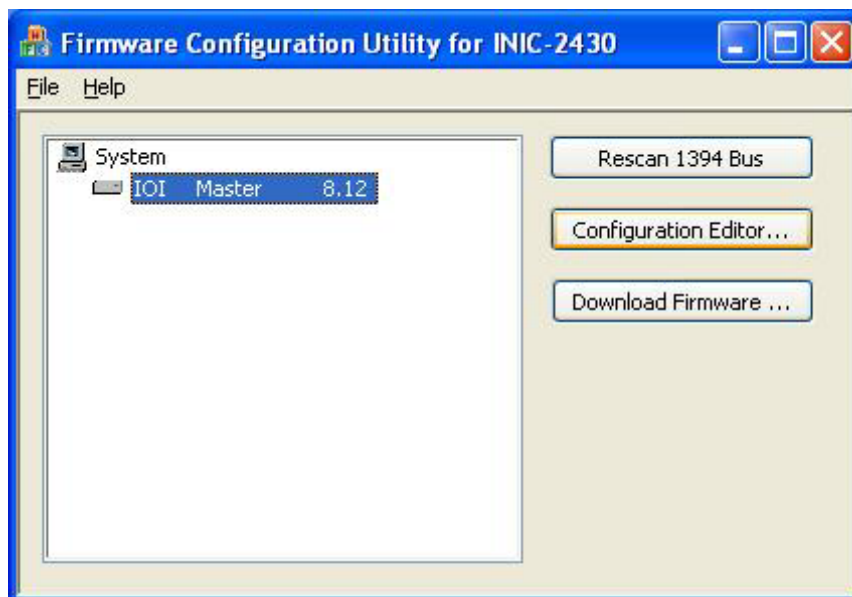 Firmware Configuration Utility for INIC-2430
File Help
System
IOI Master 8.12
Rescan 1394 Bus
Configuration Editor...
Download Firmware ...